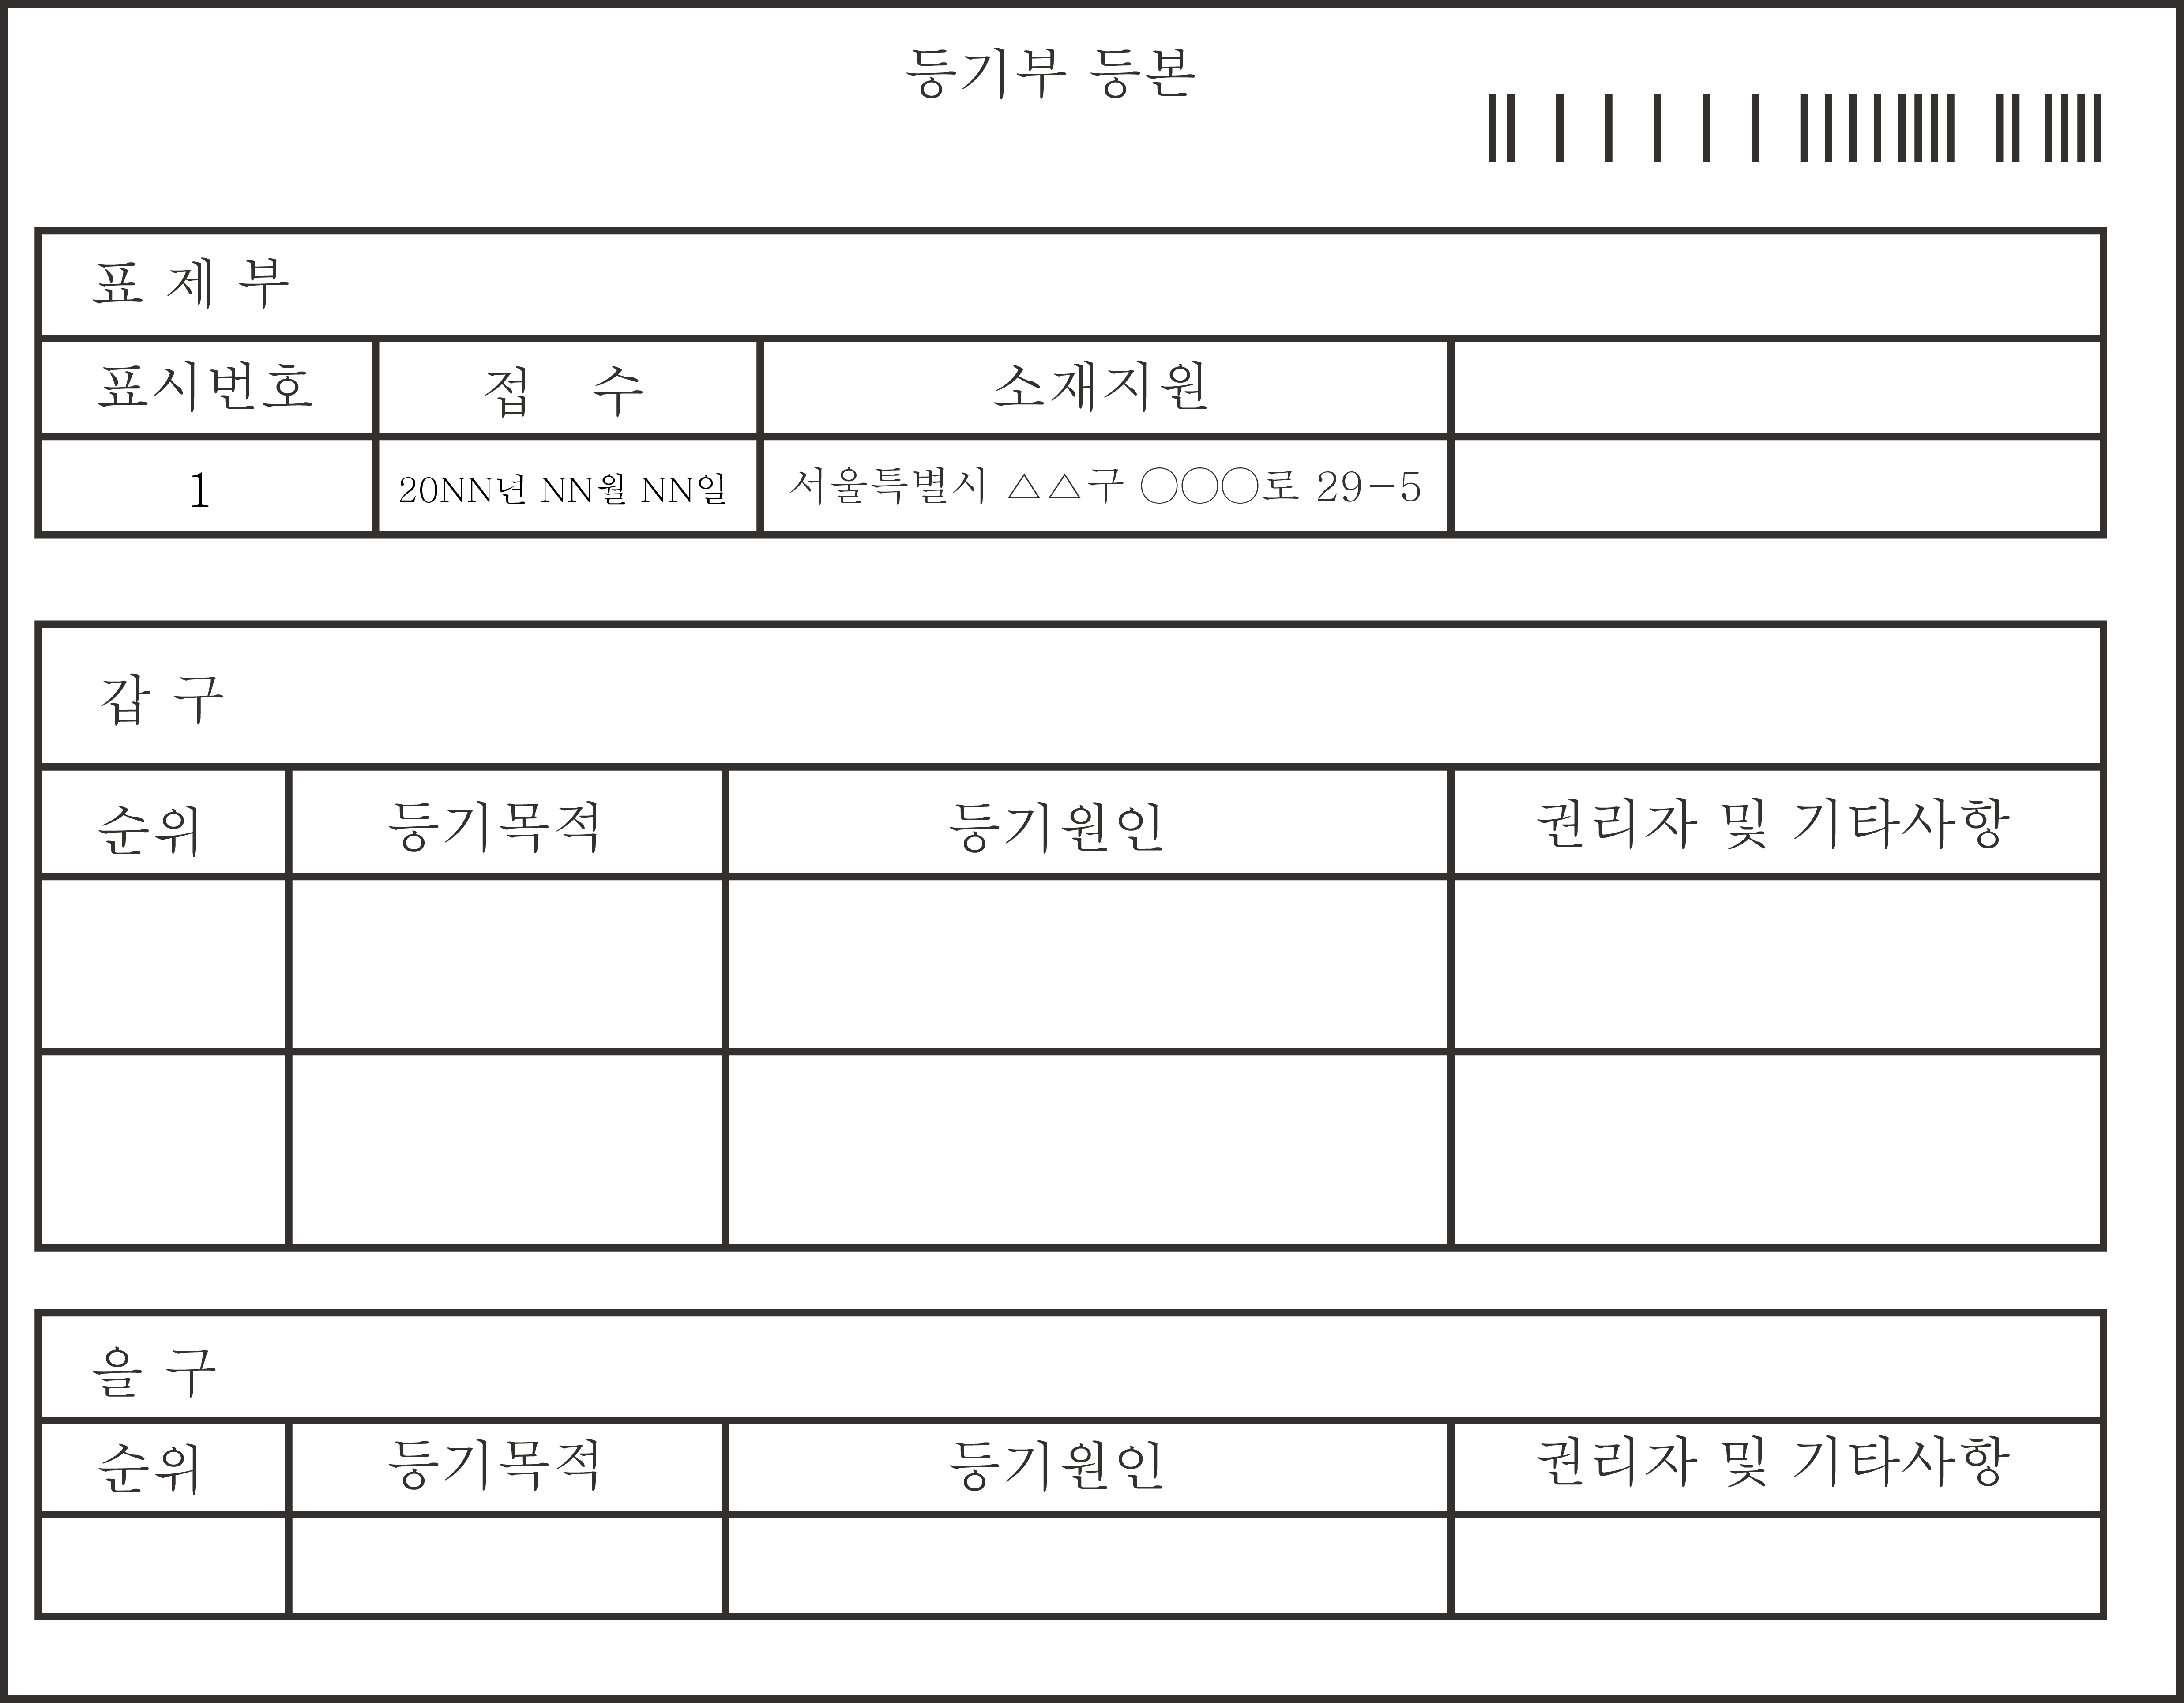 등기부 등본
표 제 부
표시번호 접 수 소재지원
1 20NN년 NN월 NN일 서울특별시 △△구 ○○○로 29-5
갑 구
순위 등기목적 등기원인 권리자 및 기타사항
을 구
순위 등기목적 등기원인 권리자 및 기타사항